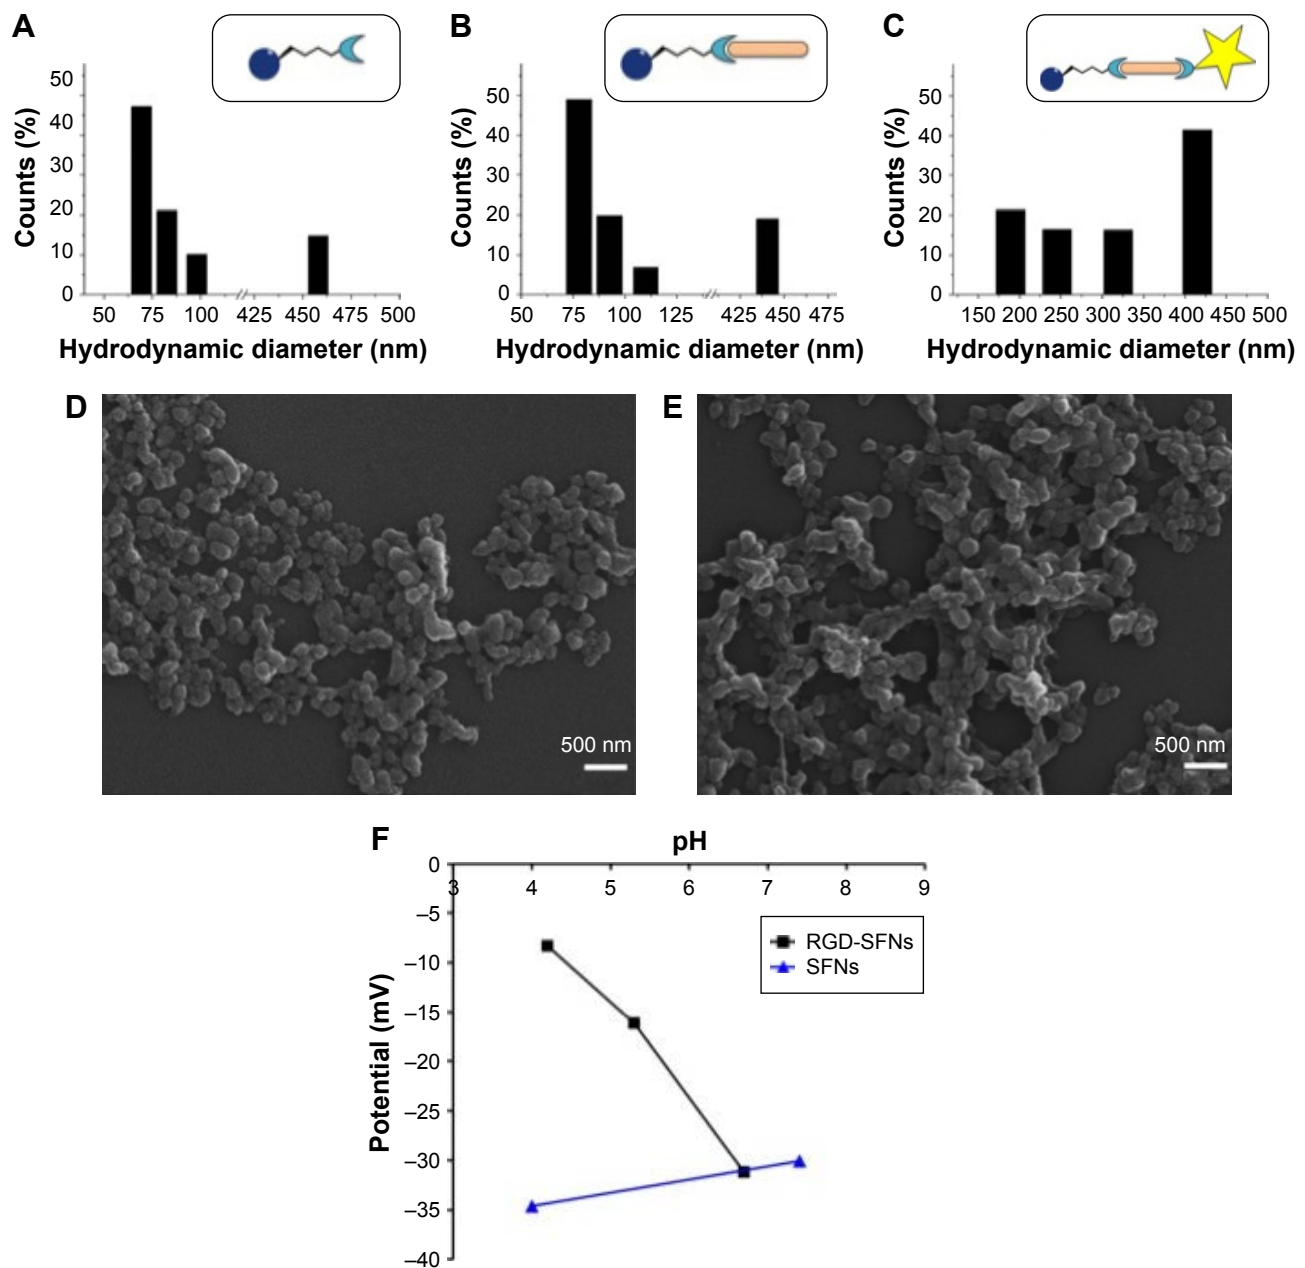 A
50
40
30
20
10
0
Counts (%)
50 75 100 425 450 475 500
Hydrodynamic diameter (nm)
B
50
40
30
20
10
0
Counts (%)
50 75 100 125 425 450 475
Hydrodynamic diameter (nm)
C
50
40
30
20
10
0
Counts (%)
150 200 250 300 350 400 450 500
Hydrodynamic diameter (nm)
D
500 nm
E
500 nm
F
pH
3 4 5 6 7 8 9
0
–5
–10
–15
–20
–25
–30
–35
–40
Potential (mV)
RGD-SFNs
SFNs